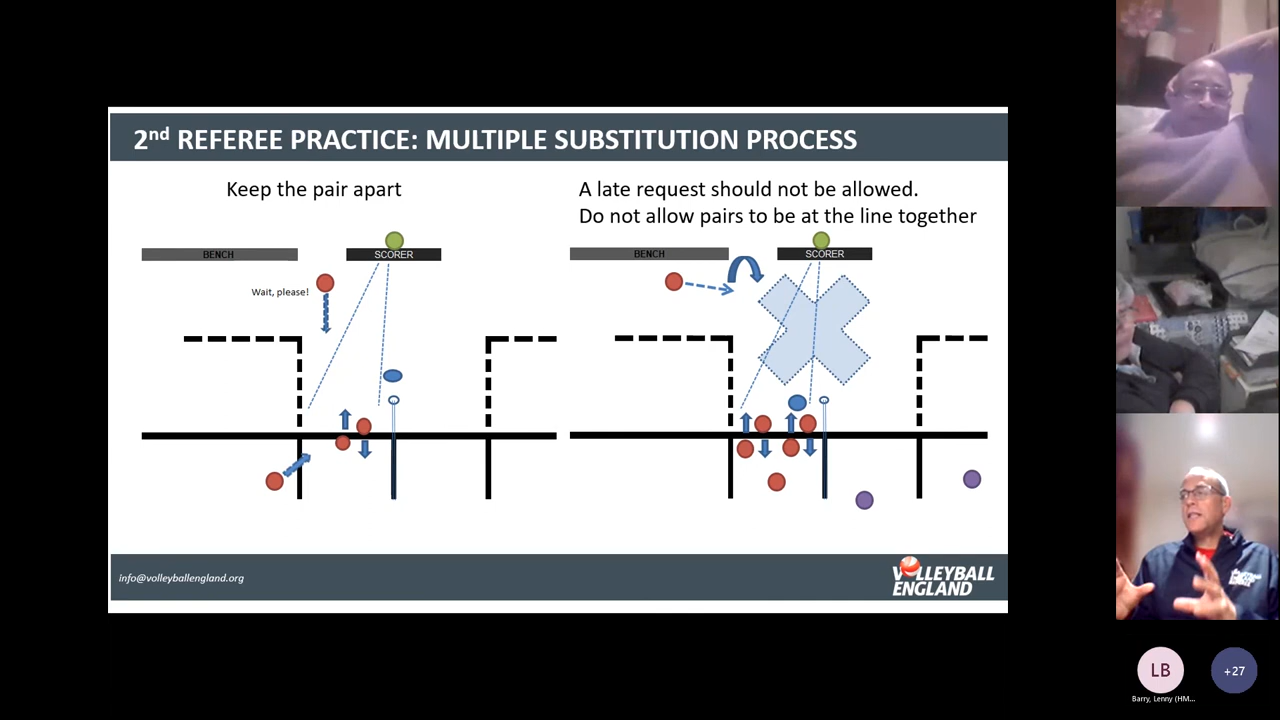 2nd REFEREE PRACTICE: MULTIPLE SUBSTITUTION PROCESS
Keep the pair apart
A late request should not be allowed.
Do not allow pairs to be at the line together
BENCH
SCORER
BENCH
SCORER
Wait, please!
info@volleyballengland.org
VOLLEYBALL
ENGLAND
LB
+27
Barry, Lenny (HM...